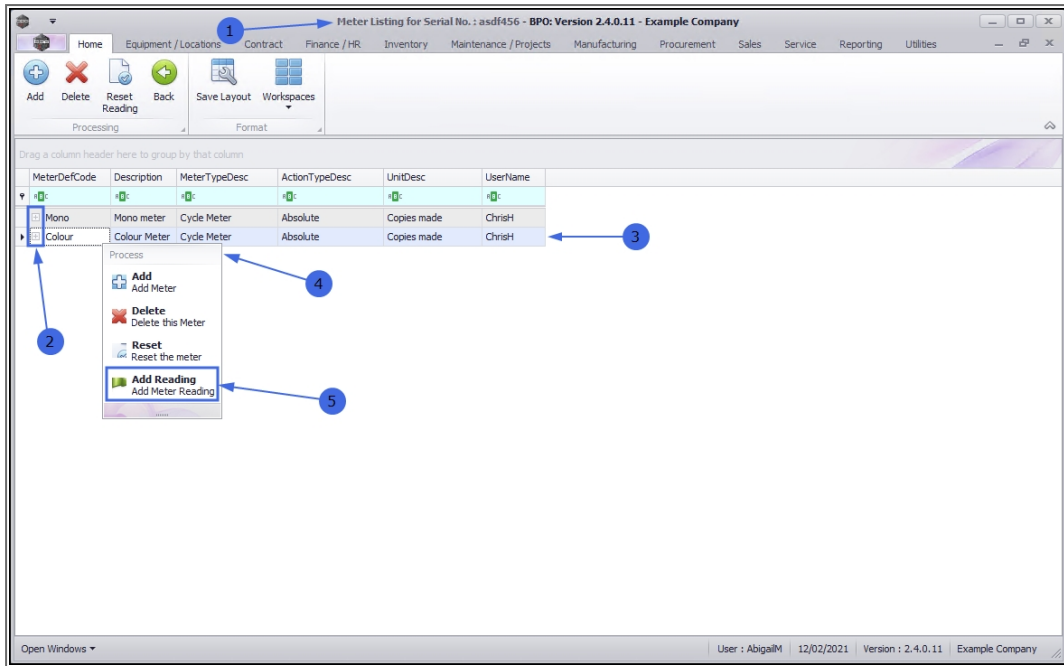 Meter Listing for Serial No. : asdf456 - BPO: Version 2.4.0.11 - Example Company
1
Home Equipment / Locations Contract Finance / HR Inventory Maintenance / Projects Manufacturing Procurement Sales Service Reporting Utilities
Add Delete Reset Reading Back Save Layout Workspaces
Processing Format
Drag a column header here to group by that column
MeterDefCode Description MeterTypeDesc ActionTypeDesc UnitDesc UserName
Mono Mono meter Cycle Meter Absolute Copies made ChrisH
Colour Colour Meter Cycle Meter Absolute Copies made ChrisH
3
Process
4
Add
Add Meter
Delete
Delete this Meter
2
Reset
Reset the meter
Add Reading
Add Meter Reading
5
Open Windows User : AbigailM 12/02/2021 Version : 2.4.0.11 Example Company